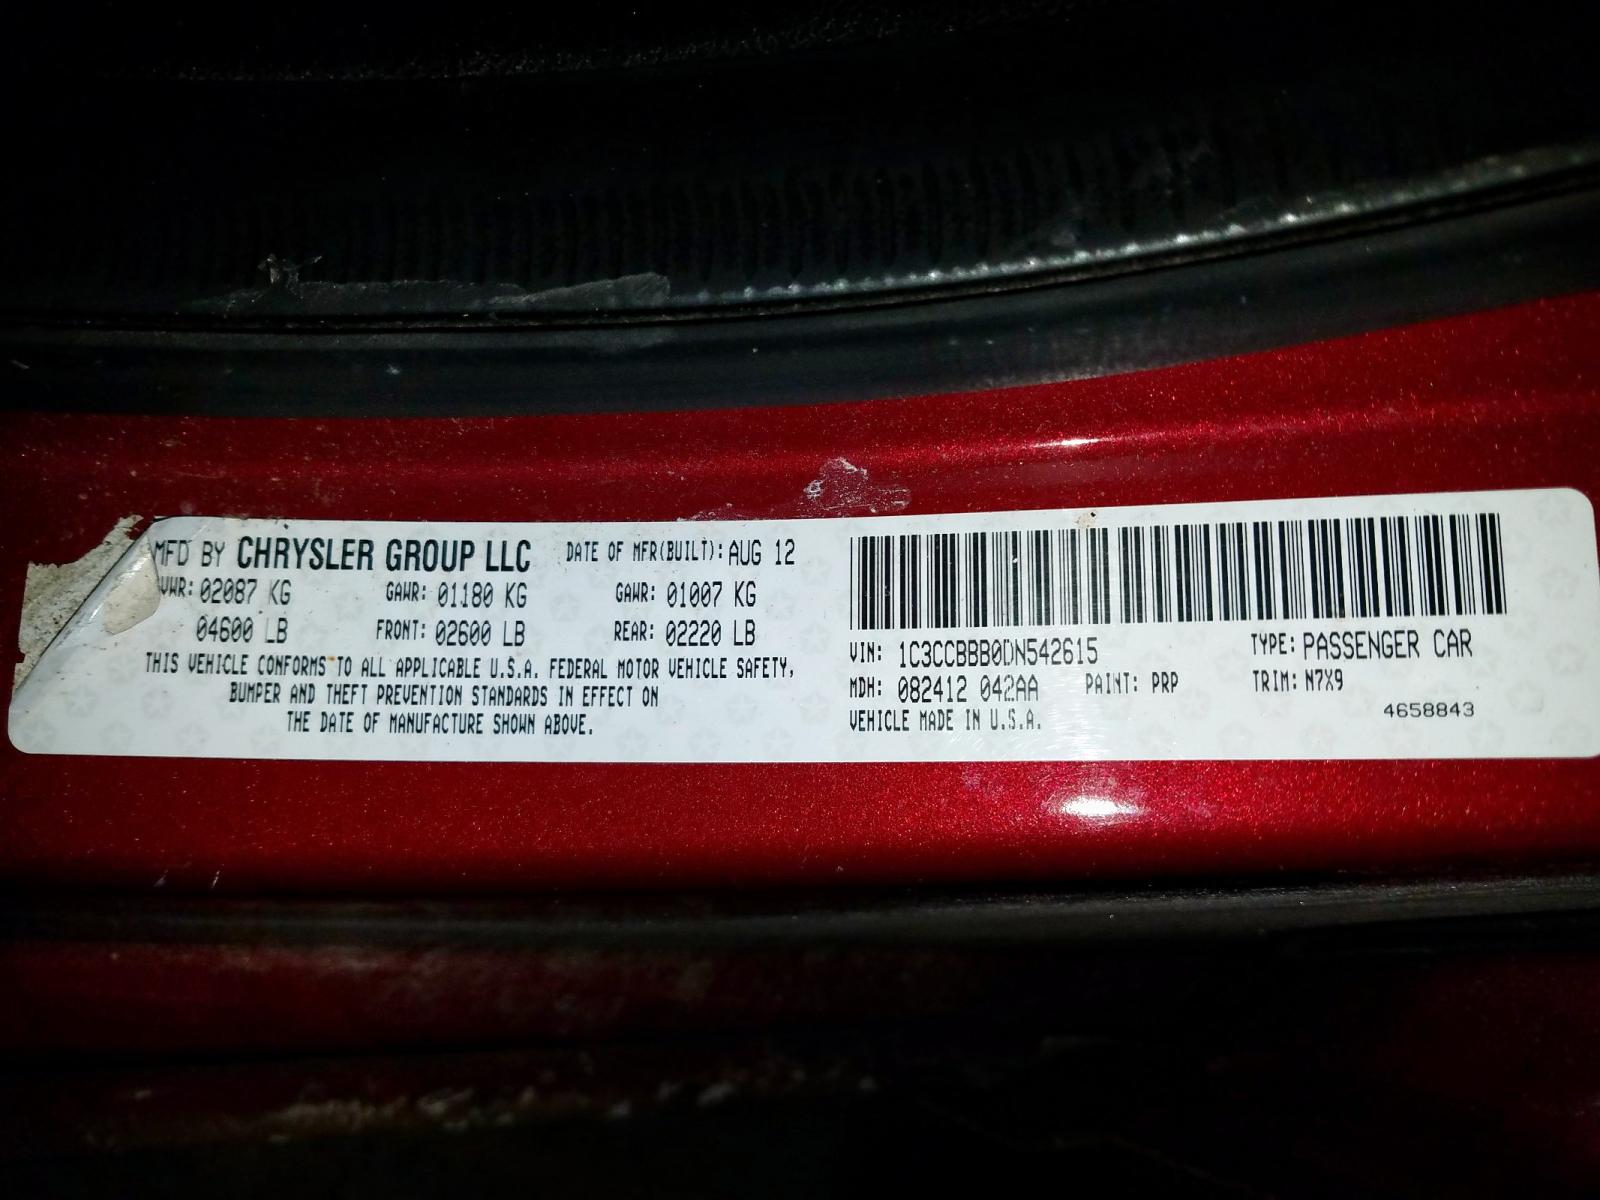 MFD BY CHRYSLER GROUP LLC DATE OF MFR(BUILT): AUG 12
VWR: 02087 KG GAWR: 01180 KG GAWR: 01007 KG
04600 LB FRONT: 02600 LB REAR: 02220 LB
THIS VEHICLE CONFORMS TO ALL APPLICABLE U.S.A. FEDERAL MOTOR VEHICLE SAFETY,
BUMPER AND THEFT PREVENTION STANDARDS IN EFFECT ON
THE DATE OF MANUFACTURE SHOWN ABOVE.
VIN: 1C3CCBBB0DN542615 TYPE: PASSENGER CAR
MDH: 082412 042AA PAINT: PRP TRIM: N7X9
VEHICLE MADE IN U.S.A. 4658843